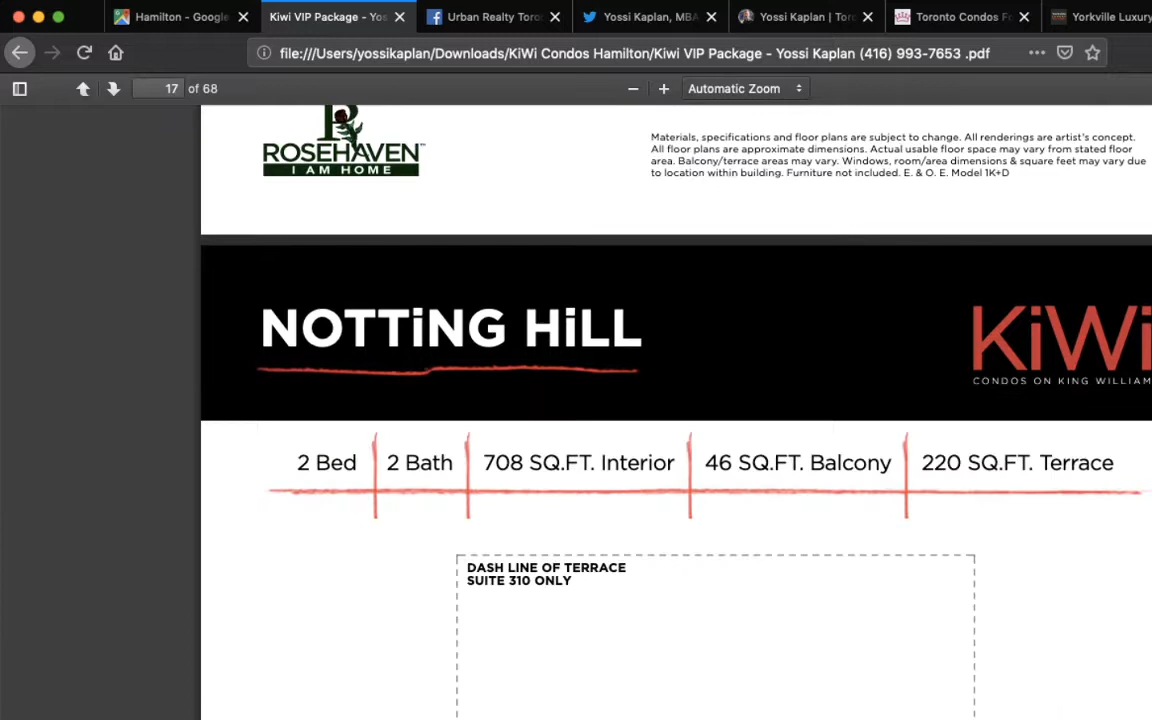 Hamilton - Google
Kiwi VIP Package - Yos
Urban Realty Toro
Yossi Kaplan, MBA
Yossi Kaplan | Toro
Toronto Condos F
Yorkville Luxury
file:///Users/yossikaplan/Downloads/KiWi Condos Hamilton/Kiwi VIP Package - Yossi Kaplan (416) 993-7653 .pdf
17 of 68
Automatic Zoom
R
ROSEHAVEN™
I AM HOME
Materials, specifications and floor plans are subject to change. All renderings are artist's concept.
All floor plans are approximate dimensions. Actual usable floor space may vary from stated floor
area. Balcony/terrace areas may vary. Windows, room/area dimensions & square feet may vary due
to location within building. Furniture not included. E. & O. E. Model 1K+D
NOTTiNG HiLL
KiWi
CONDOS ON KING WILLIAM
2 Bed
2 Bath
708 SQ.FT. Interior
46 SQ.FT. Balcony
220 SQ.FT. Terrace
DASH LINE OF TERRACE
SUITE 310 ONLY